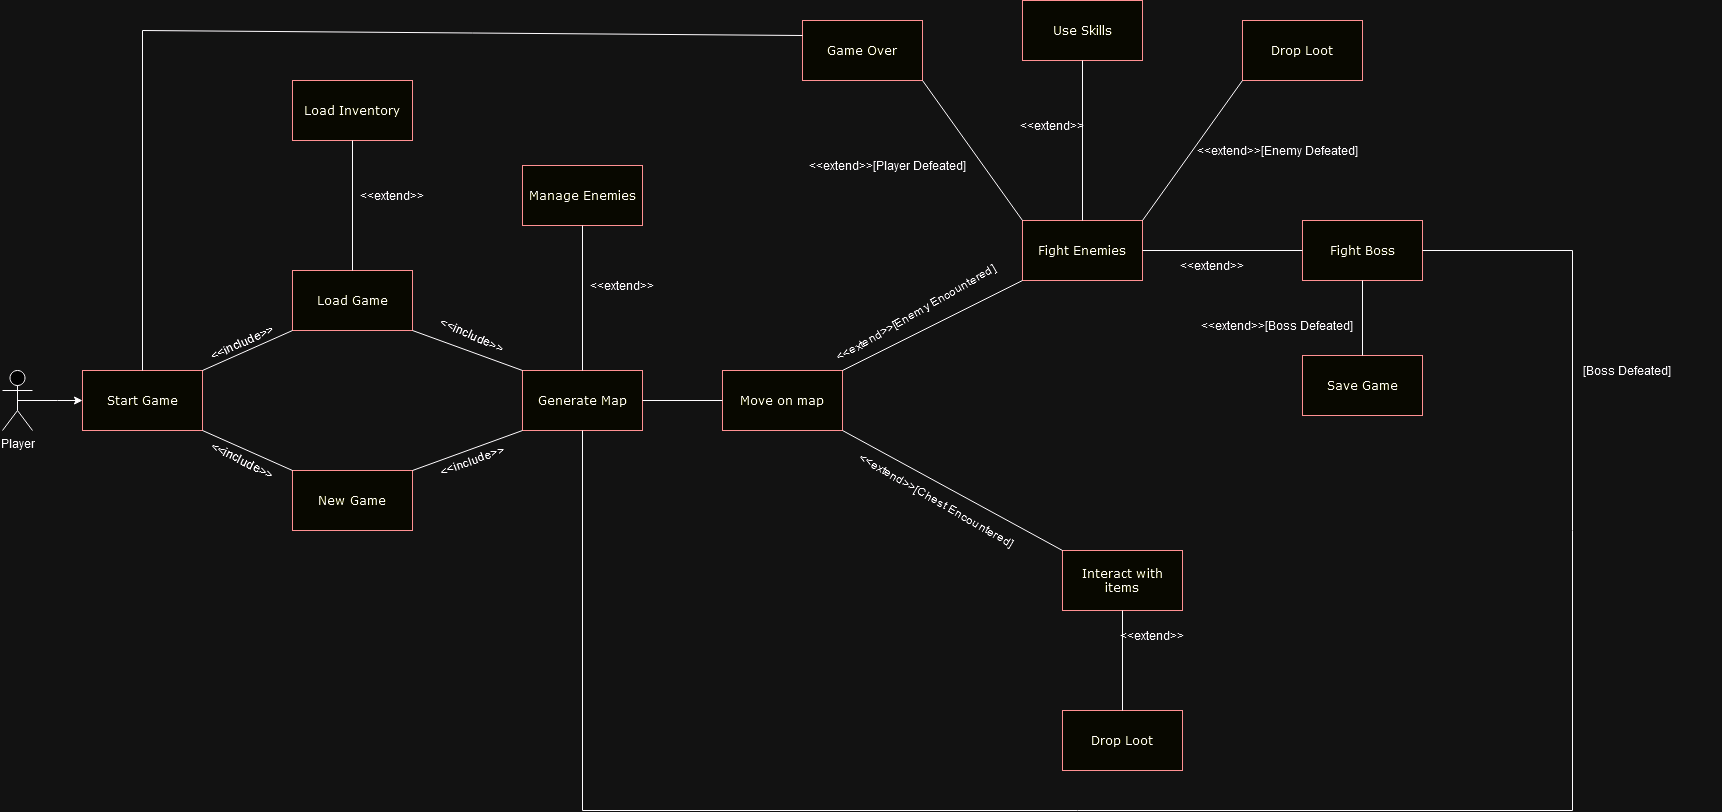 Use Skills
Game Over
Drop Loot
Load Inventory
<<extend>>
<<extend>>[Enemy Defeated]
<<extend>>[Player Defeated]
<<extend>>
Manage Enemies
Fight Enemies
Fight Boss
<<extend>>
<<extend>>
Load Game
<<extend>>[Enemy Encountered]
<<extend>>[Boss Defeated]
<<include>>
<<include>>
[Boss Defeated]
Save Game
Start Game
Generate Map
Move on map
Player
<<include>>
<<include>>
New Game
<<extend>>[Chest Encountered]
Interact with
items
<<extend>>
Drop Loot